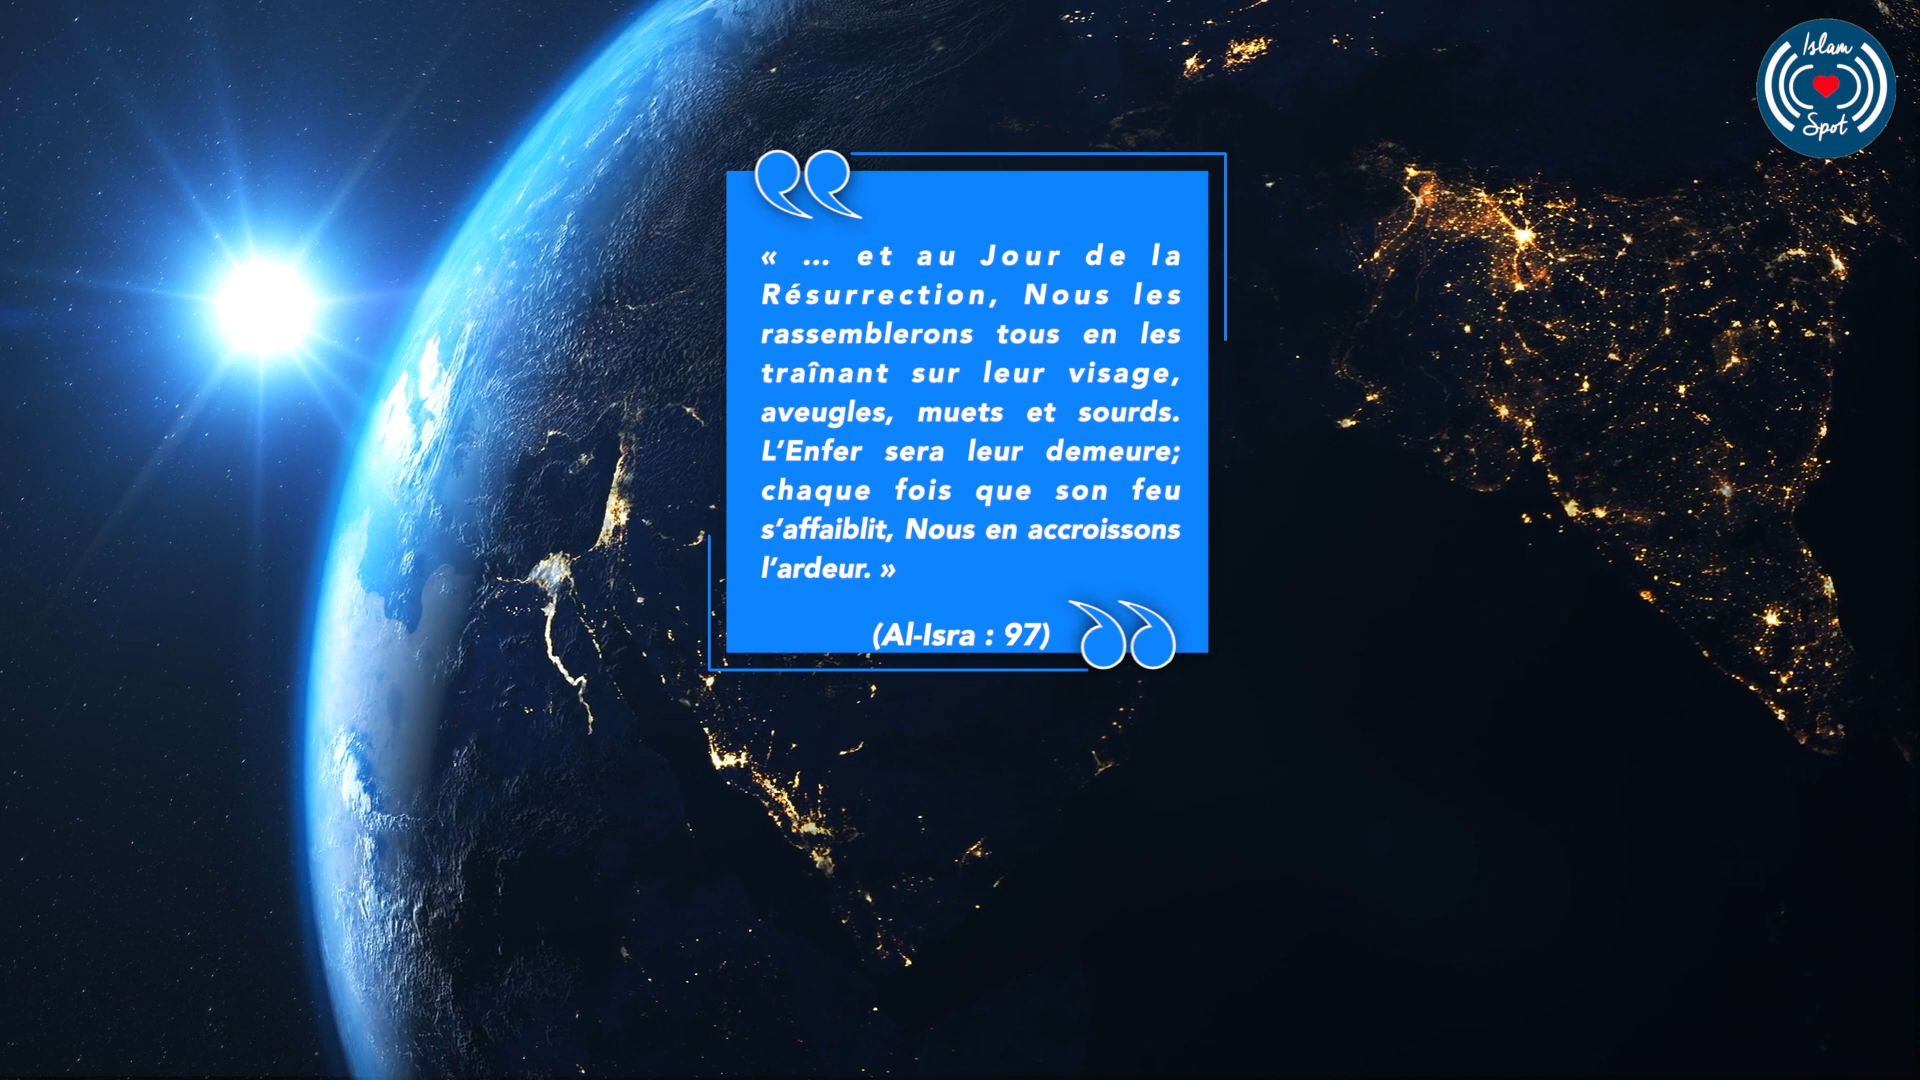 Islam
Spot
« ... et au Jour de la
Résurrection, Nous les
rassemblerons tous en les
traînant sur leur visage,
aveugles, muets et sourds.
L’Enfer sera leur demeure;
chaque fois que son feu
s’affaiblit, Nous en accroissons
l’ardeur. »
(Al-Isra : 97)